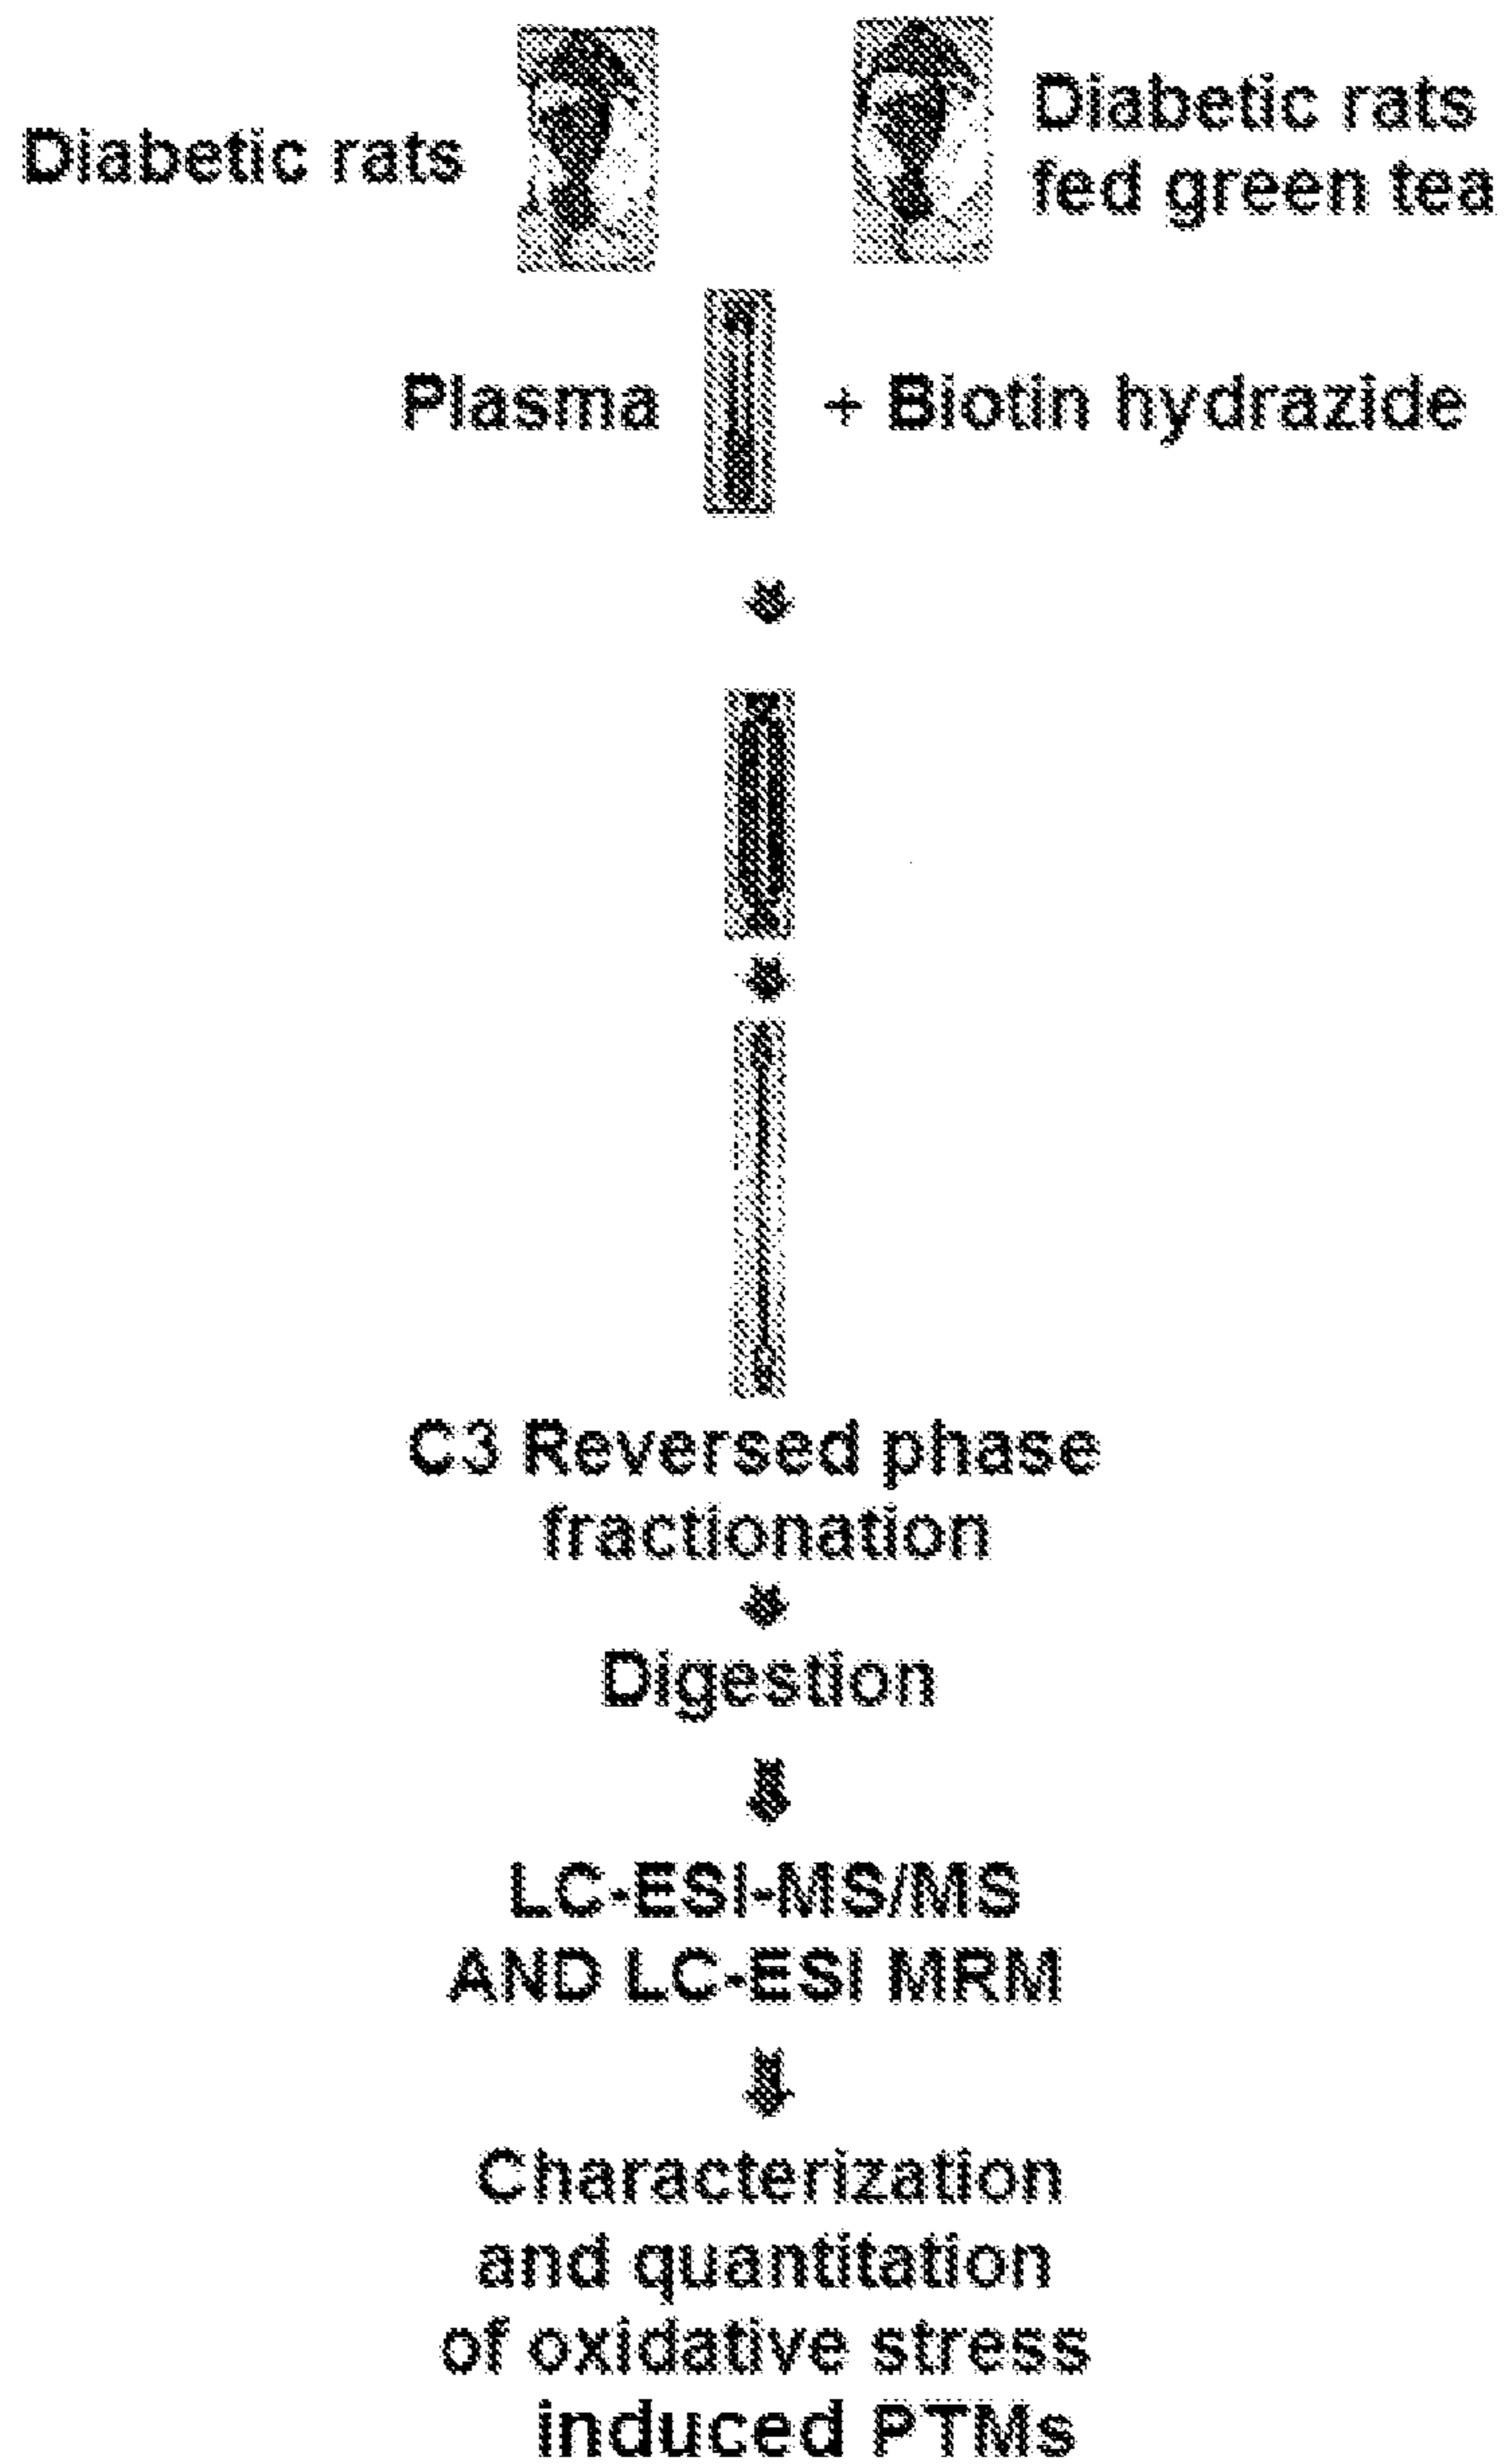 Diabetic rats
Diabetic rats
fed green tea
Plasma + Biotin hydrazide
C3 Reversed phase
fractionation
Digestion
LC-ESI-MS/MS
AND LC-ESI MRM
Characterization
and quantitation
of oxidative stress
induced PTMs